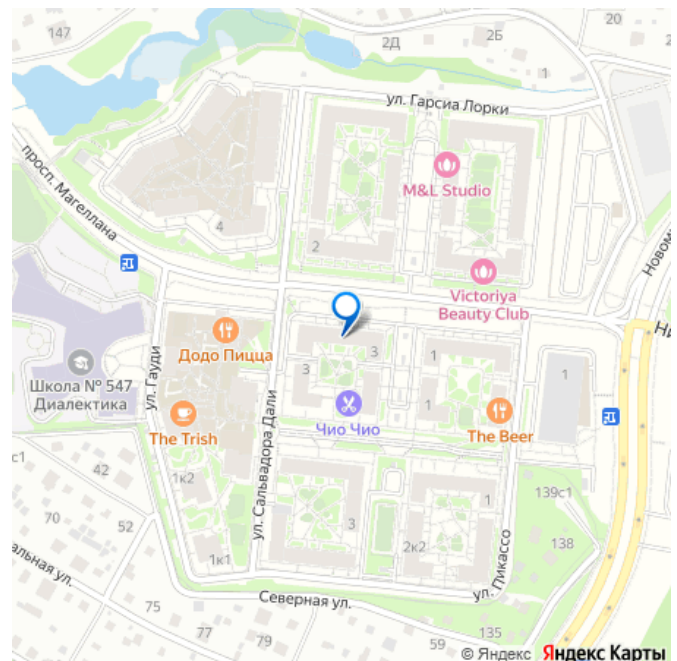 147
2Д
2Б
20
2
1
ул. Гарсиа Лорки
просп. Магеллана
M&L Studio
4
2
Новом
Victoriya
Beauty Club
Ни
Додо Пицца
3
1
1
Школа № 547
Диалектика
ул. Гауди
3
The Trish
ул. Сальвадора Дали
Чио Чио
1
The Beer
с1
42
1к2
139с1
70
52
3
1
138
2к2
1к1
альная ул.
ул. Пикассо
75
Северная ул.
77
79
59
135
© Яндекс Яндекс Карты